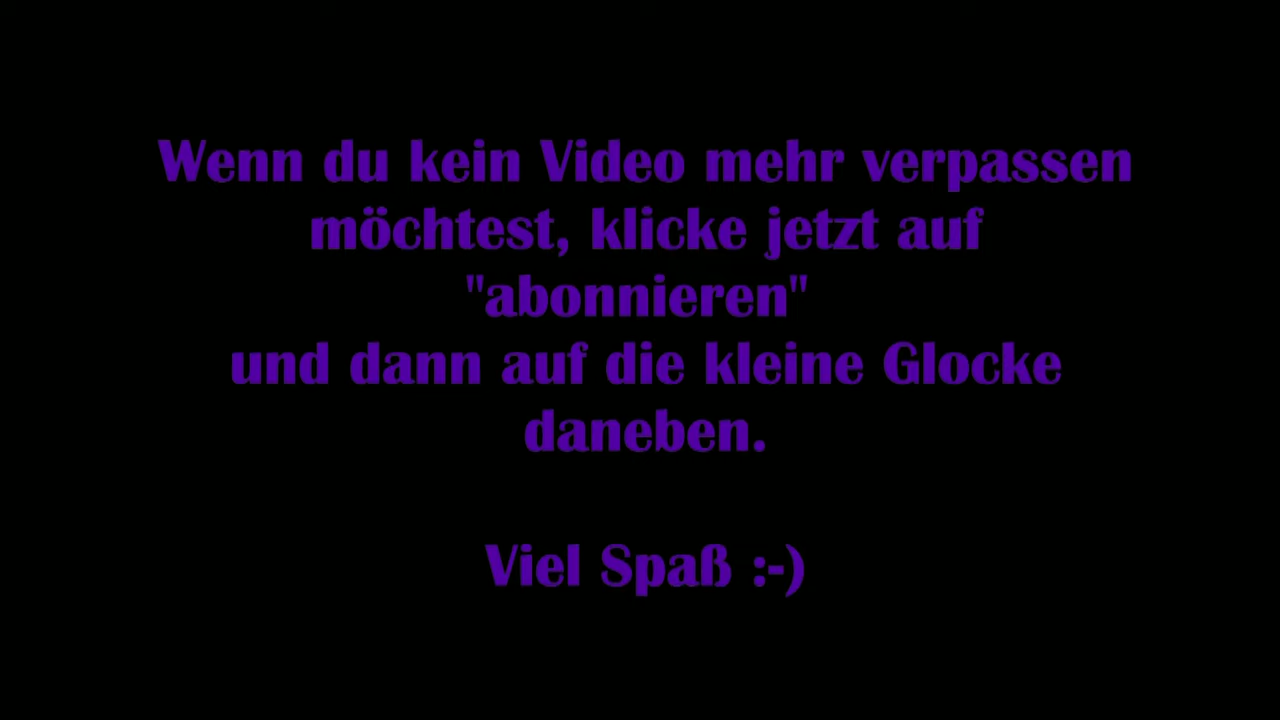 Wenn du kein Video mehr verpassen
möchtest, klicke jetzt auf
"abonnieren"
und dann auf die kleine Glocke
daneben.
Viel Spaß :-)